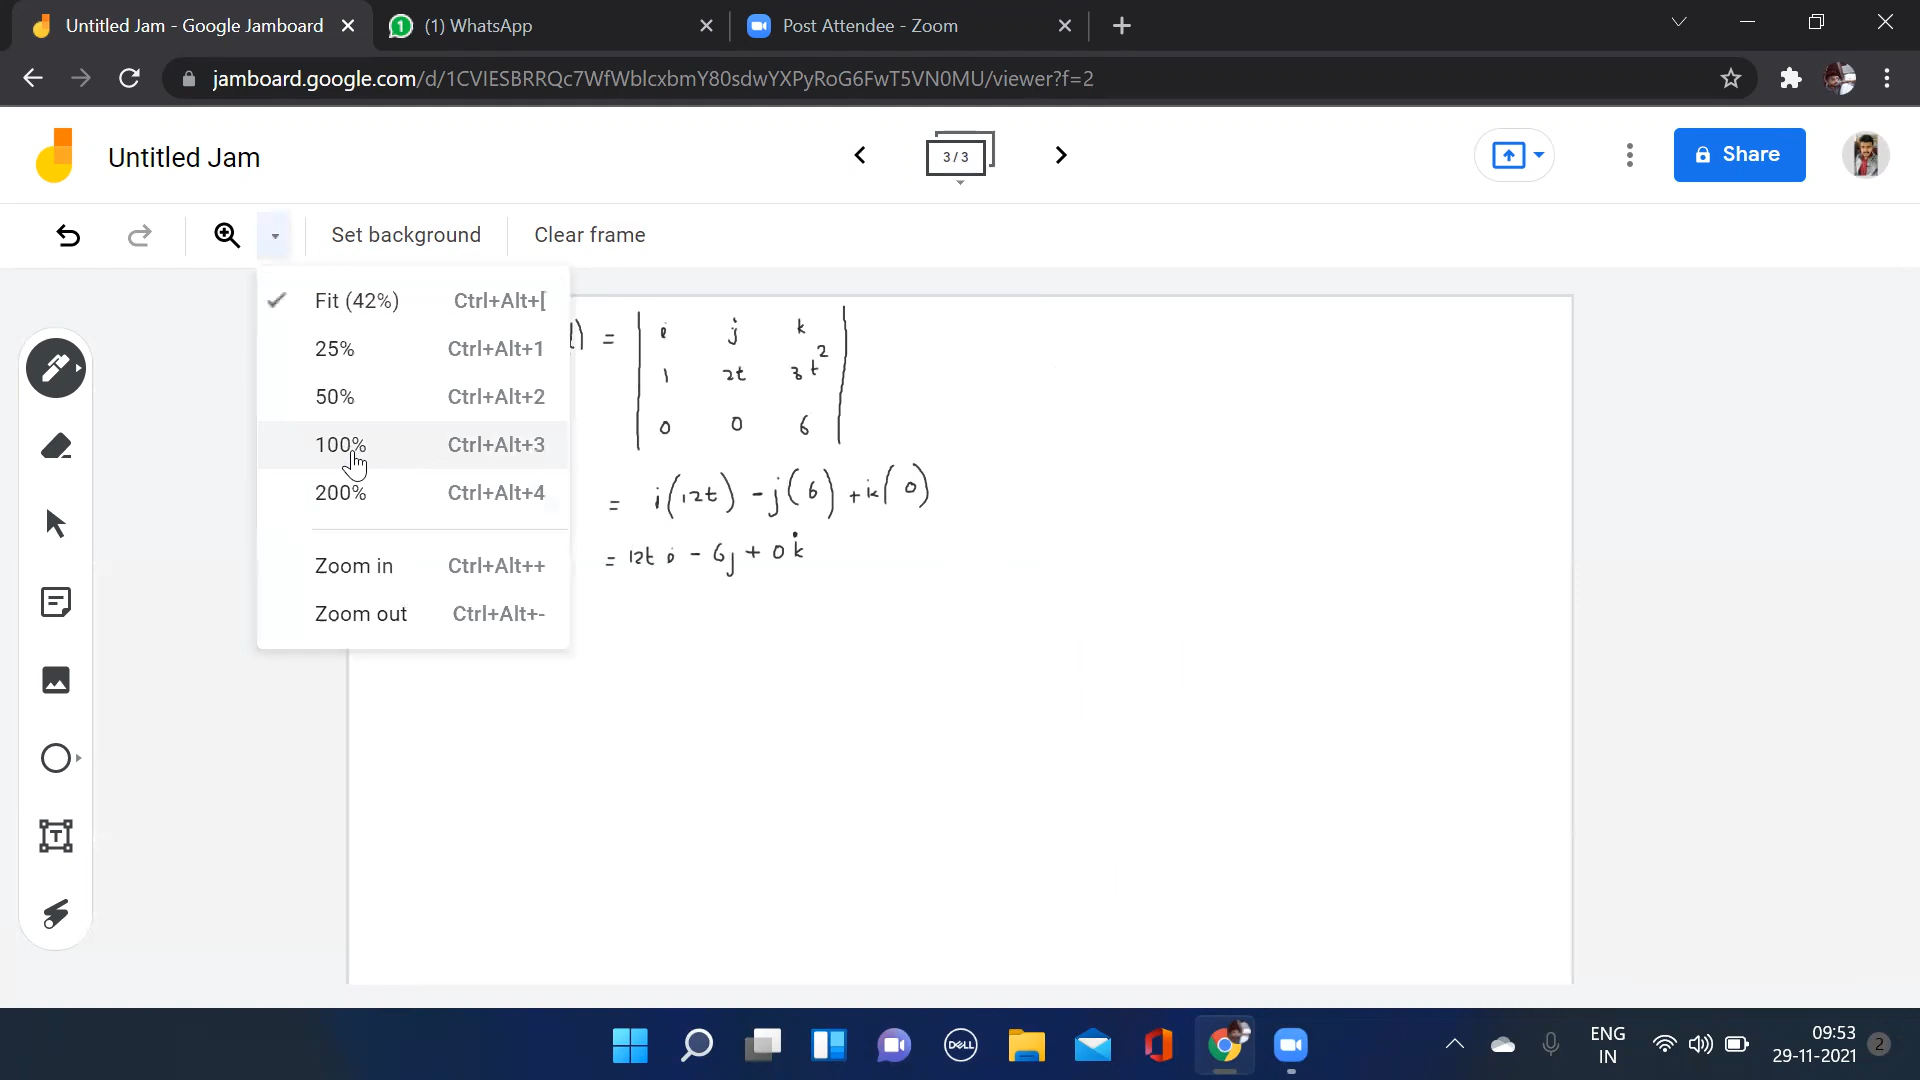 Untitled Jam - Google Jamboard
(1) WhatsApp
Post Attendee - Zoom
jamboard.google.com/d/1CVIESBRRQc7WfWblcxbmY80sdwYXPyRoG6FwT5VN0MU/viewer?f=2
Untitled Jam
3 / 3
Share
Set background
Clear frame
Fit (42%) Ctrl+Alt+[
25% Ctrl+Alt+1
50% Ctrl+Alt+2
100% Ctrl+Alt+3
200% Ctrl+Alt+4
Zoom in Ctrl+Alt++
Zoom out Ctrl+Alt+-
) = | i j k |
1 2t 3t²
0 0 6
= i(12t) - j(6) + k(0)
= 12t i - 6j + 0k
DELL
ENG
IN
09:53
29-11-2021
2